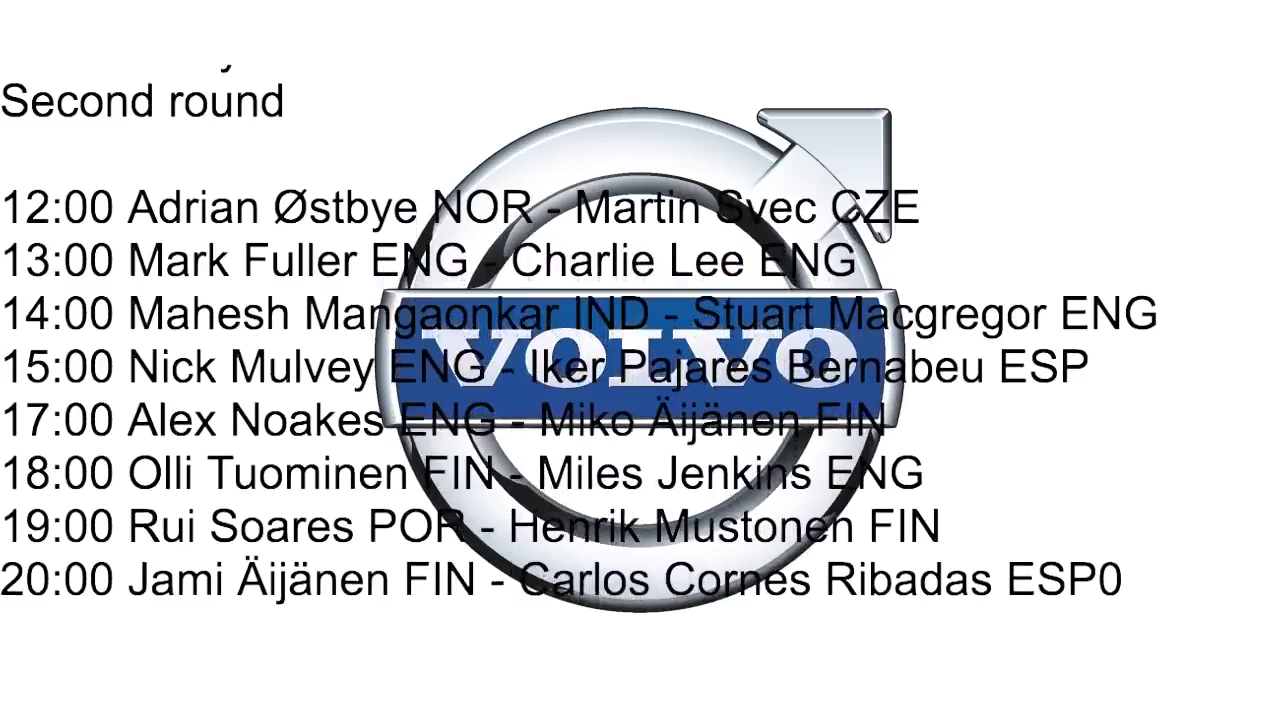 Second round
12:00 Adrian Østbye NOR - Martin Svec CZE
13:00 Mark Fuller ENG - Charlie Lee ENG
14:00 Mahesh Mangaonkar IND - Stuart Macgregor ENG
15:00 Nick Mulvey ENG - Iker Pajares Bernabeu ESP
VOLVO
17:00 Alex Noakes ENG - Miko Äijänen FIN
18:00 Olli Tuominen FIN - Miles Jenkins ENG
19:00 Rui Soares POR - Henrik Mustonen FIN
20:00 Jami Äijänen FIN - Carlos Cornes Ribadas ESP0